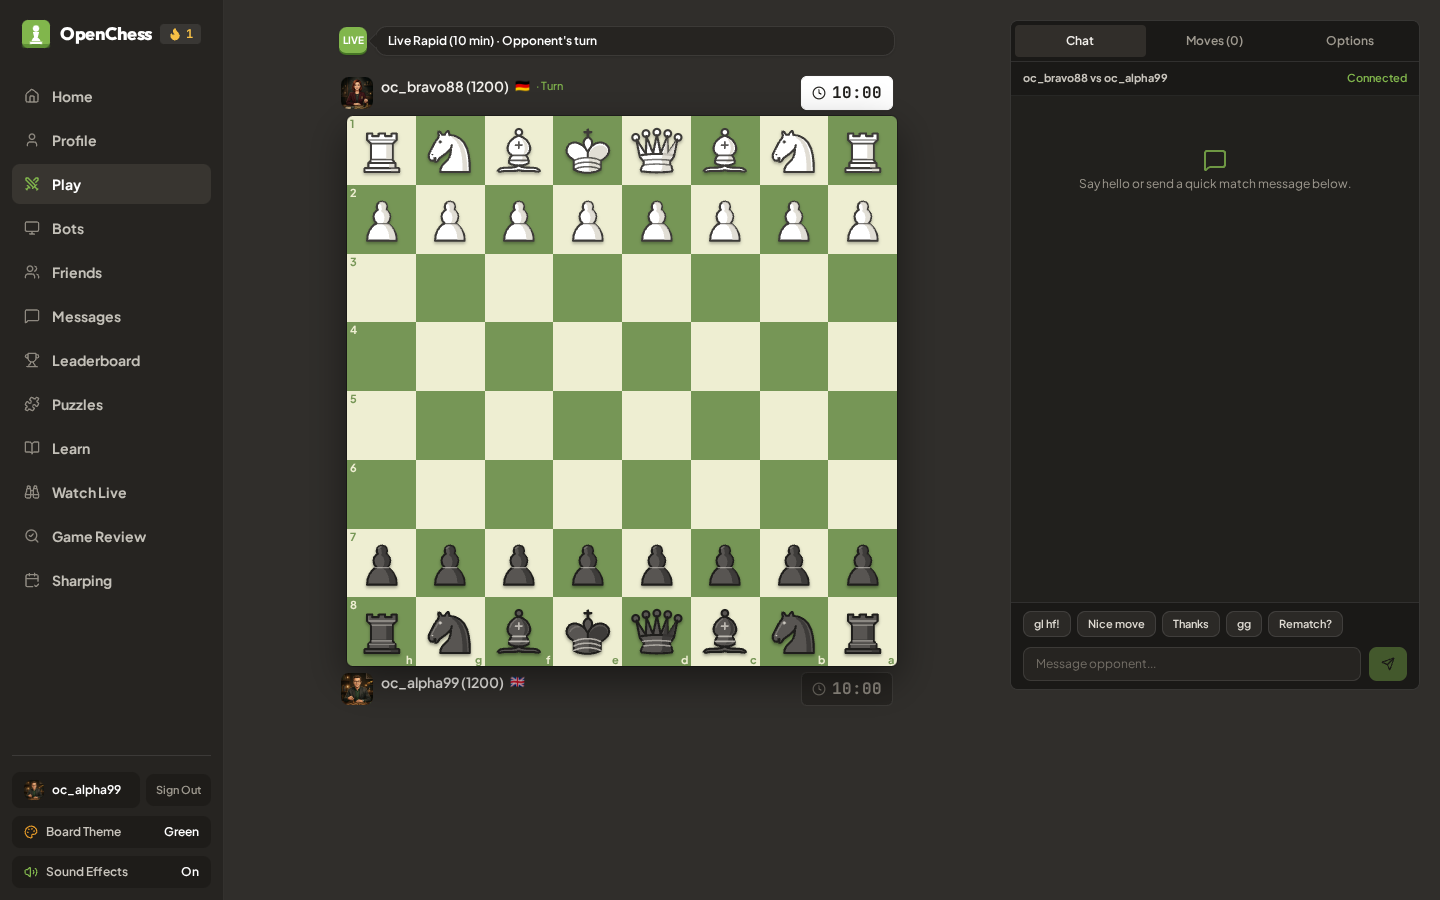 OpenChess
1
Home
Profile
Play
Bots
Friends
Messages
Leaderboard
Puzzles
Learn
Watch Live
Game Review
Sharping
oc_alpha99
Sign Out
Board Theme
Green
Sound Effects
On
LIVE
Live Rapid (10 min) · Opponent's turn
oc_bravo88 (1200)
· Turn
10:00
1
2
3
4
5
6
7
8
h
g
f
e
d
c
b
a
oc_alpha99 (1200)
10:00
Chat
Moves (0)
Options
oc_bravo88 vs oc_alpha99
Connected
Say hello or send a quick match message below.
gl hf!
Nice move
Thanks
gg
Rematch?
Message opponent...